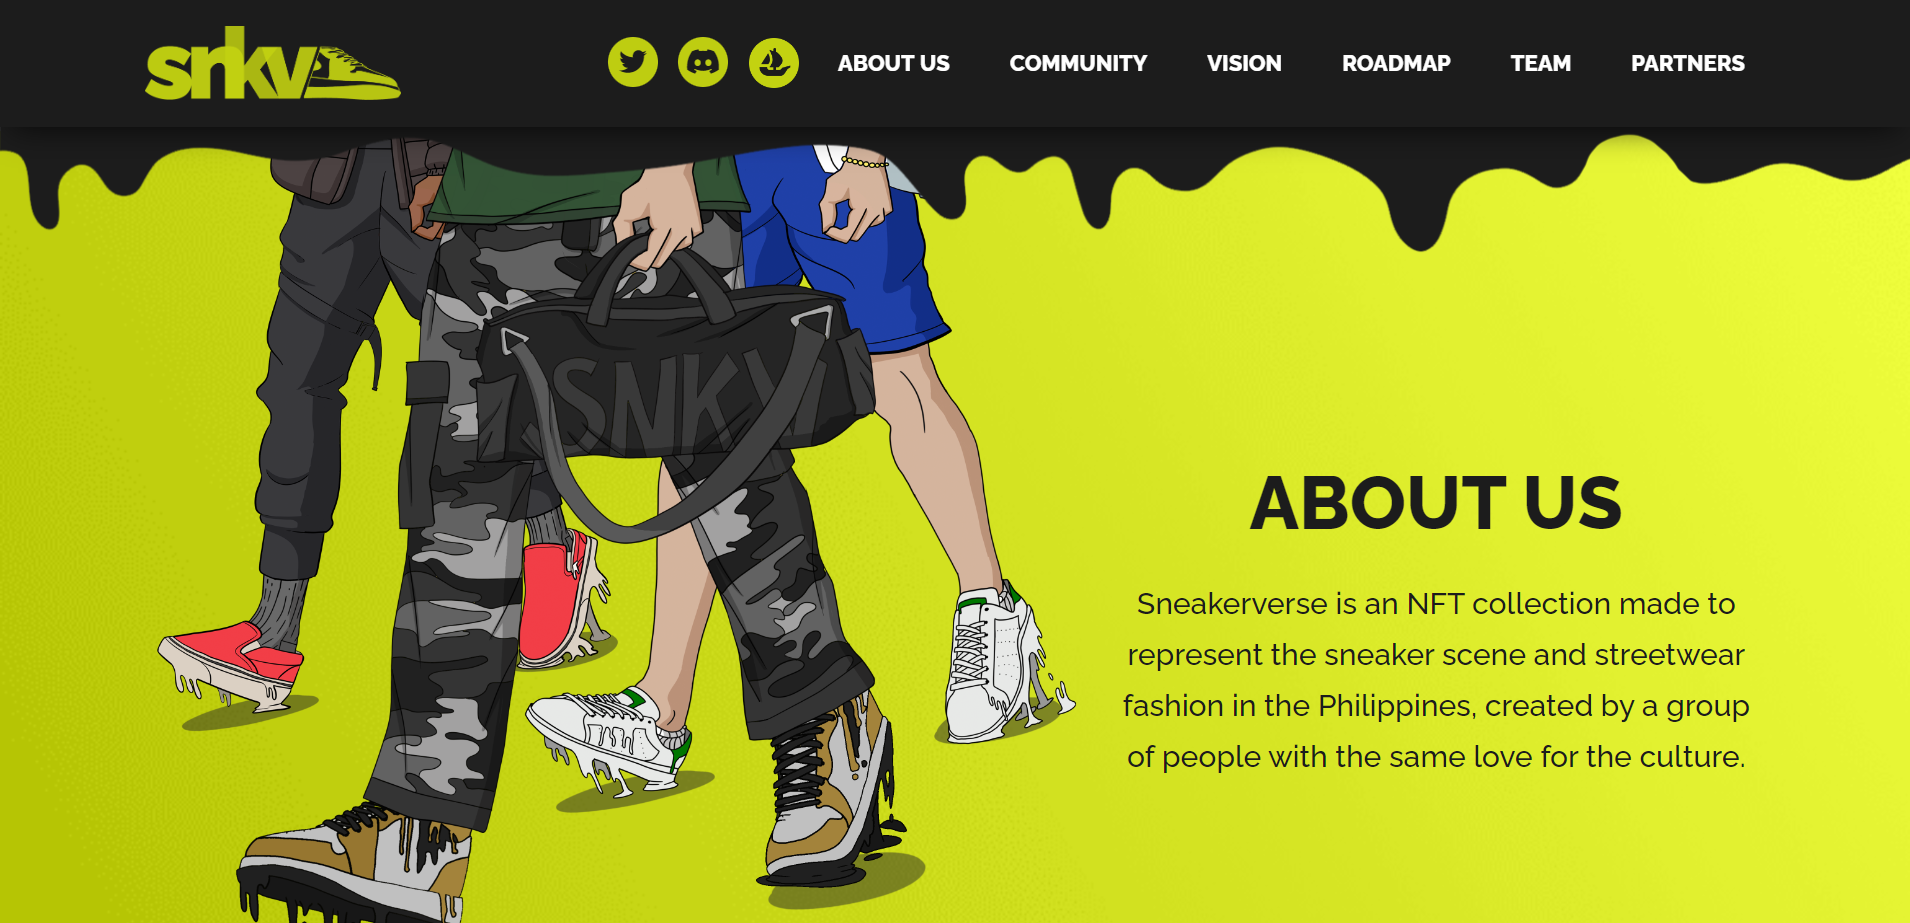 snkv
ABOUT US
COMMUNITY
VISION
ROADMAP
TEAM
PARTNERS
SNKV
ABOUT US
Sneakerverse is an NFT collection made to
represent the sneaker scene and streetwear
fashion in the Philippines, created by a group
of people with the same love for the culture.